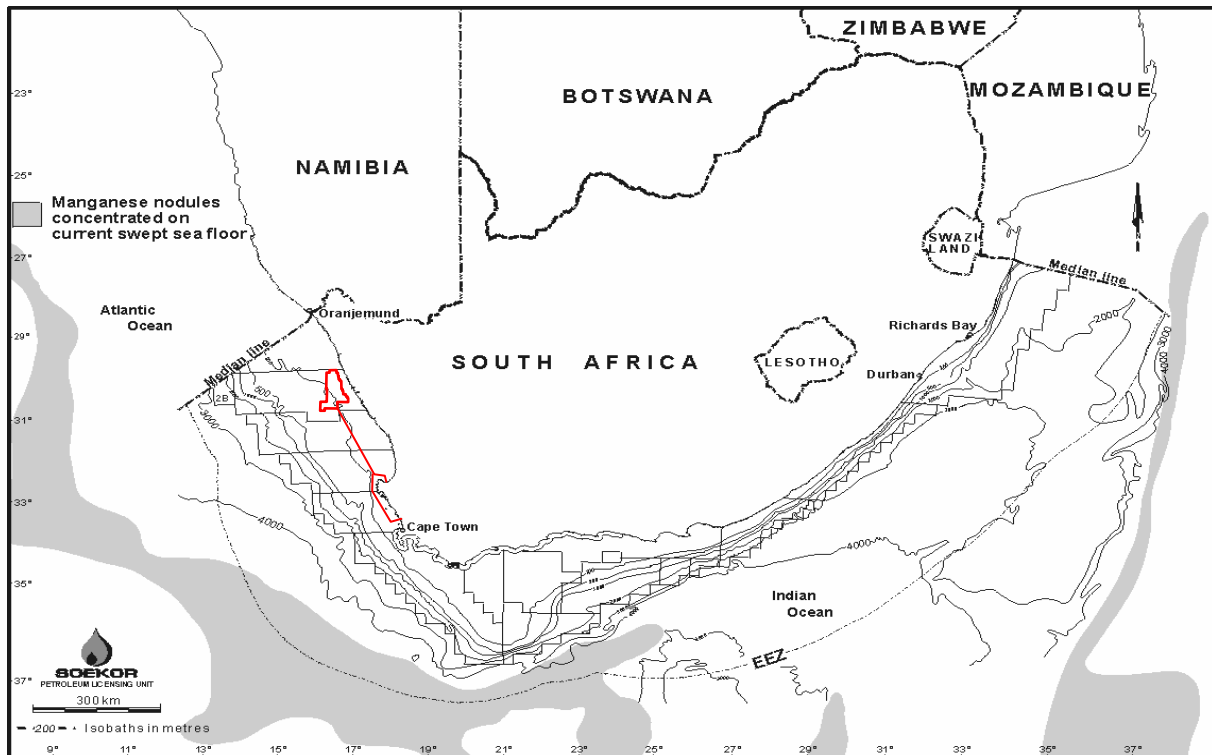 ZIMBABWE
BOTSWANA
MOZAMBIQUE
NAMIBIA
Manganese nodules
concentrated on
current swept sea floor
SWAZI
LAND
Median line
Atlantic
Ocean
Oranjemund
Richards Bay
2000
3000
4000
Median line
SOUTH AFRICA
LESOTHO
Durban
500
2B
3000
4000
Cape Town
4000
Indian
Ocean
EEZ
SOEKOR
PETROLEUM LICENSING UNIT
300 km
200 Isobaths in metres
23°
25°
27°
29°
31°
33°
35°
37°
9° 11° 13° 15° 17° 19° 21° 23° 25° 27° 29° 31° 33° 35° 37°